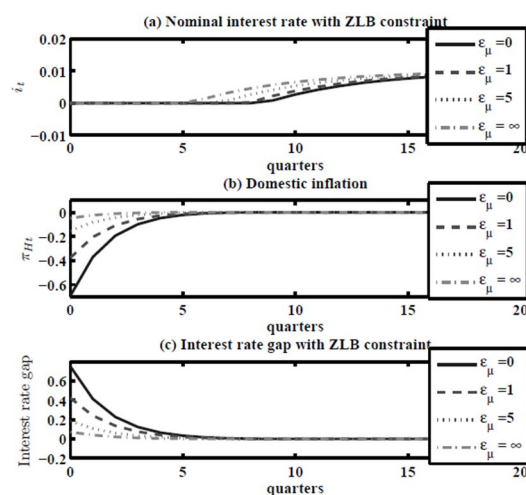 (a) Nominal interest rate with ZLB constraint
0.02
0.01
0
−0.01
i_t
0 5 10 15 20
quarters
ε_μ =0
ε_μ =1
ε_μ =5
ε_μ = ∞
(b) Domestic inflation
0
−0.2
−0.4
−0.6
π_Ht
0 5 10 15 20
quarters
ε_μ =0
ε_μ =1
ε_μ =5
ε_μ = ∞
(c) Interest rate gap with ZLB constraint
0.6
0.4
0.2
0
−0.2
Interest rate gap
0 5 10 15 20
quarters
ε_μ =0
ε_μ =1
ε_μ =5
ε_μ = ∞